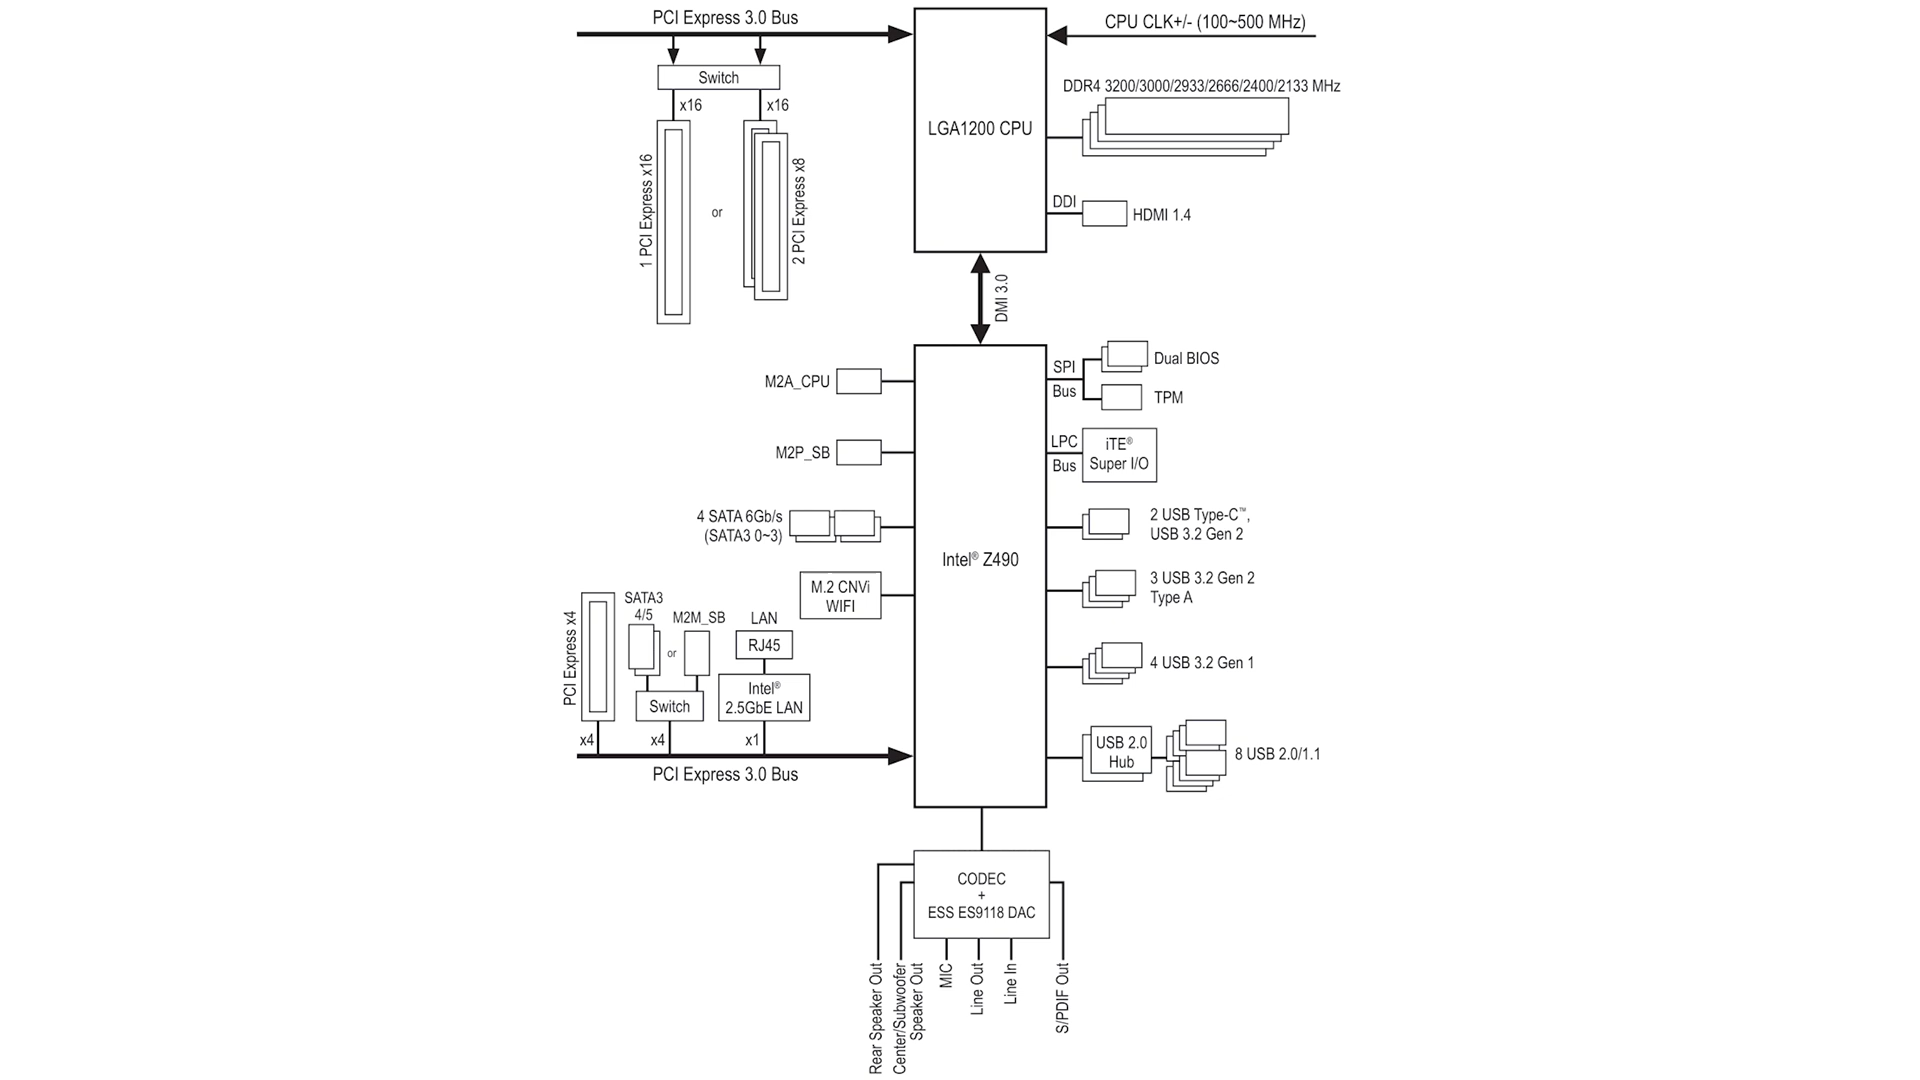 PCI Express 3.0 Bus
CPU CLK+/- (100~500 MHz)
Switch
x16
x16
1 PCI Express x16
or
2 PCI Express x8
LGA1200 CPU
DDR4 3200/3000/2933/2666/2400/2133 MHz
DDI
HDMI 1.4
DMI 3.0
M2A_CPU
M2P_SB
4 SATA 6Gb/s
(SATA3 0~3)
M.2 CNVi
WIFI
Intel® Z490
SPI
Bus
Dual BIOS
TPM
LPC
Bus
iTE®
Super I/O
2 USB Type-C™,
USB 3.2 Gen 2
3 USB 3.2 Gen 2
Type A
4 USB 3.2 Gen 1
USB 2.0
Hub
8 USB 2.0/1.1
PCI Express x4
SATA3
4/5
or
M2M_SB
Switch
LAN
RJ45
Intel®
2.5GbE LAN
x4
x4
x1
PCI Express 3.0 Bus
CODEC
+
ESS ES9118 DAC
Rear Speaker Out
Center/Subwoofer
Speaker Out
MIC
Line Out
Line In
S/PDIF Out